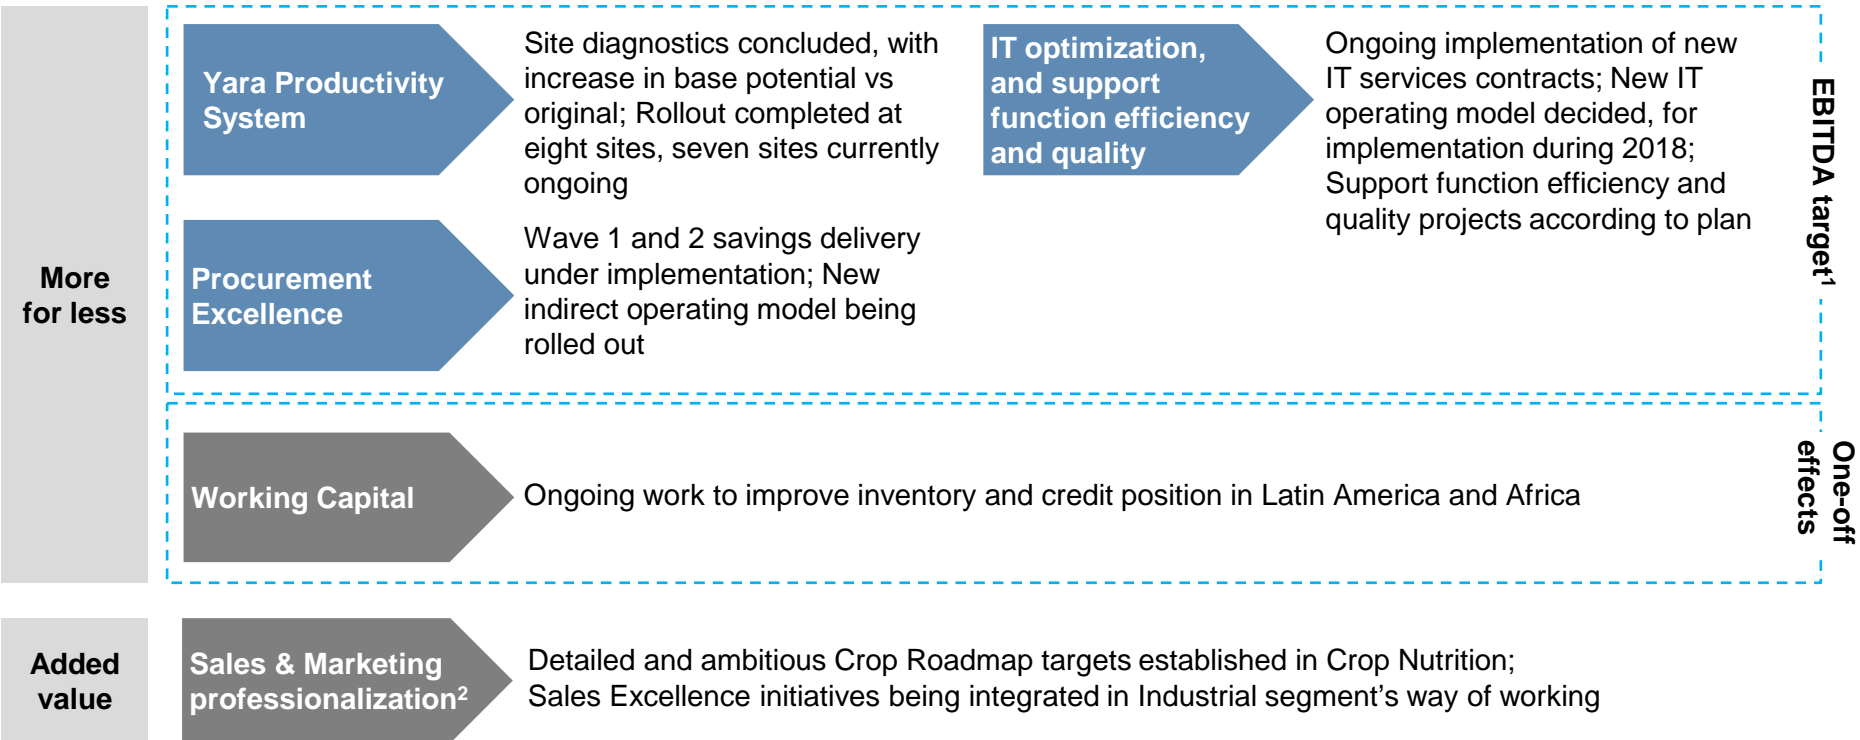 More
for less
Yara Productivity
System
Site diagnostics concluded, with
increase in base potential vs
original; Rollout completed at
eight sites, seven sites currently
ongoing
IT optimization,
and support
function efficiency
and quality
Ongoing implementation of new
IT services contracts; New IT
operating model decided, for
implementation during 2018;
Support function efficiency and
quality projects according to plan
Procurement
Excellence
Wave 1 and 2 savings delivery
under implementation; New
indirect operating model being
rolled out
EBITDA target¹
Working Capital
Ongoing work to improve inventory and credit position in Latin America and Africa
One-off
effects
Added
value
Sales & Marketing
professionalization²
Detailed and ambitious Crop Roadmap targets established in Crop Nutrition;
Sales Excellence initiatives being integrated in Industrial segment's way of working